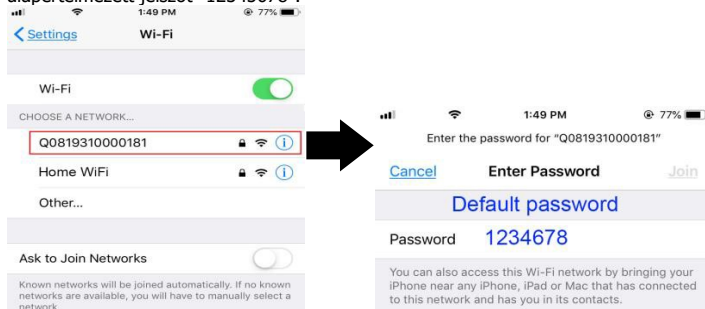 alapértelmezett jelszót
1:49 PM
77%
Settings
Wi-Fi
Wi-Fi
CHOOSE A NETWORK...
Q0819310000181
Home WiFi
Other...
Ask to Join Networks
Known networks will be joined automatically. If no known
networks are available, you will have to manually select a
network.
1:49 PM
77%
Enter the password for “Q0819310000181”
Cancel
Enter Password
Join
Default password
Password 1234678
You can also access this Wi-Fi network by bringing your
iPhone near any iPhone, iPad or Mac that has connected
to this network and has you in its contacts.